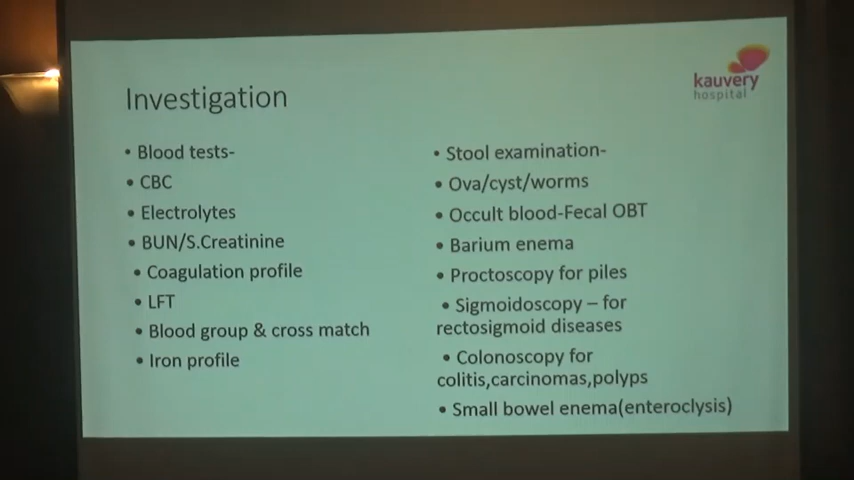 kauvery
hospital
Investigation
• Blood tests-
• CBC
• Electrolytes
• BUN/S.Creatinine
• Coagulation profile
• LFT
• Blood group & cross match
• Iron profile
• Stool examination-
• Ova/cyst/worms
• Occult blood-Fecal OBT
• Barium enema
• Proctoscopy for piles
• Sigmoidoscopy – for
rectosigmoid diseases
• Colonoscopy for
colitis,carcinomas,polyps
• Small bowel enema(enteroclysis)